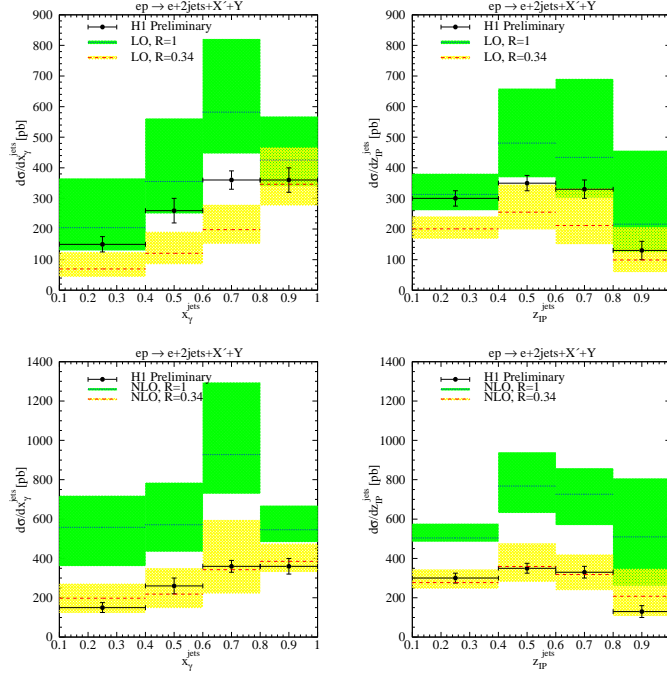 ep → e+2jets+X´+Y
dσ/dx_γ^jets [pb]
900
800
700
600
500
400
300
200
100
0
H1 Preliminary
LO, R=1
LO, R=0.34
0.1 0.2 0.3 0.4 0.5 0.6 0.7 0.8 0.9 1
x_γ^jets
ep → e+2jets+X´+Y
dσ/dz_IP^jets [pb]
900
800
700
600
500
400
300
200
100
0
H1 Preliminary
LO, R=1
LO, R=0.34
0.1 0.2 0.3 0.4 0.5 0.6 0.7 0.8 0.9
z_IP^jets
ep → e+2jets+X´+Y
dσ/dx_γ^jets [pb]
1400
1200
1000
800
600
400
200
0
H1 Preliminary
NLO, R=1
NLO, R=0.34
0.1 0.2 0.3 0.4 0.5 0.6 0.7 0.8 0.9 1
x_γ^jets
ep → e+2jets+X´+Y
dσ/dz_IP^jets [pb]
1400
1200
1000
800
600
400
200
0
H1 Preliminary
NLO, R=1
NLO, R=0.34
0.1 0.2 0.3 0.4 0.5 0.6 0.7 0.8 0.9
z_IP^jets